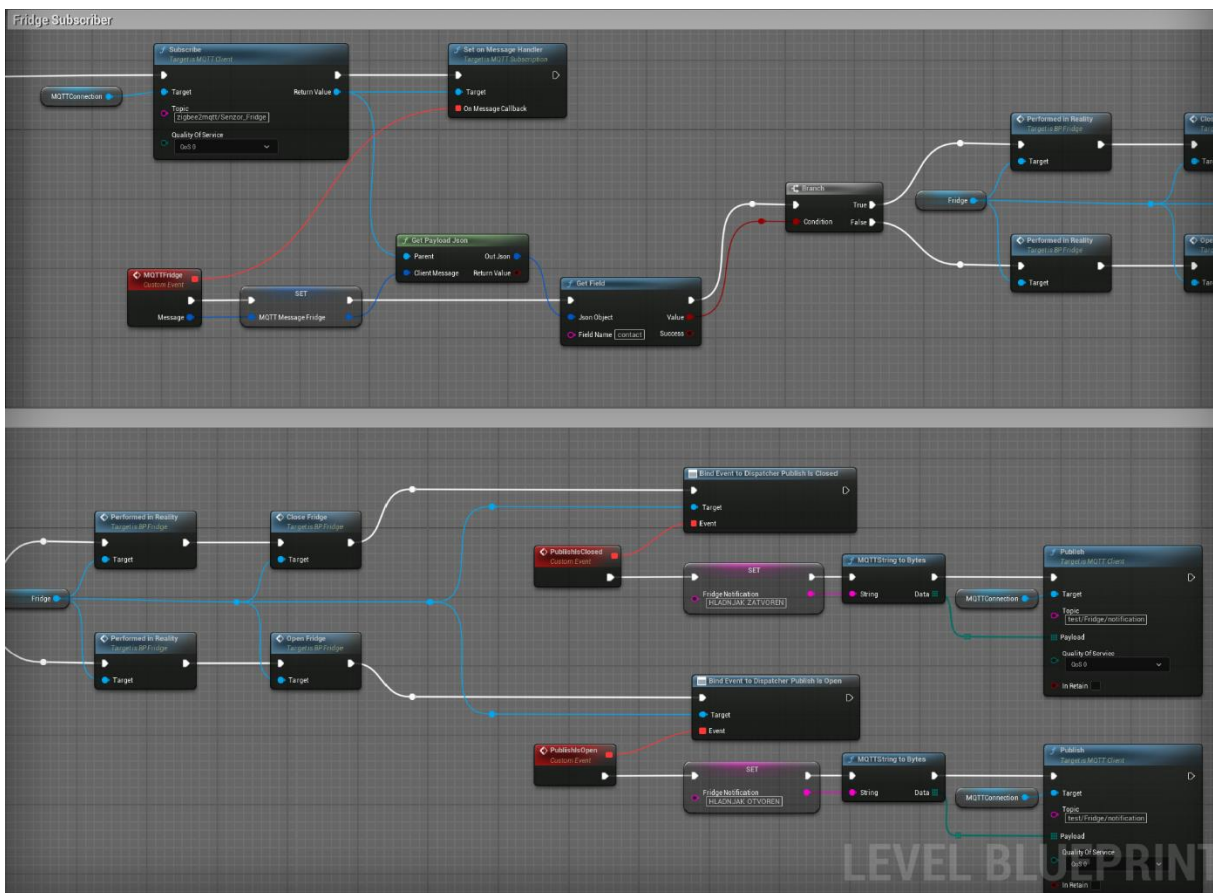 Fridge Subscriber
Subscribe
Target is MQTT Client
Target
Return Value
Topic
zigbee2mqtt/Senzor_Fridge
Quality Of Service
QoS 0
MQTTConnection
Set on Message Handler
Target is MQTT Subscription
Target
On Message Callback
MQTTFridge
Custom Event
Message
SET
MQTT Message Fridge
Get Payload Json
Parent
Out Json
Client Message
Return Value
Get Field
Json Object
Value
Field Name
contact
Success
Branch
True
Condition
False
Fridge
Performed in Reality
Target is BP Fridge
Target
Performed in Reality
Target is BP Fridge
Target
Performed in Reality
Target is BP Fridge
Target
Close Fridge
Target is BP Fridge
Target
Fridge
Performed in Reality
Target is BP Fridge
Target
Open Fridge
Target is BP Fridge
Target
Bind Event to Dispatcher Publish Is Closed
Target
Event
PublishIsClosed
Custom Event
SET
Fridge Notification
HLADNJAK ZATVOREN
MQTTString to Bytes
String
Data
MQTTConnection
Publish
Target is MQTT Client
Target
Topic
test/Fridge/notification
Payload
Quality Of Service
QoS 0
In Retain
Bind Event to Dispatcher Publish Is Open
Target
Event
PublishIsOpen
Custom Event
SET
Fridge Notification
HLADNJAK OTVOREN
MQTTString to Bytes
String
Data
MQTTConnection
Publish
Target is MQTT Client
Target
Topic
test/Fridge/notification
Payload
Quality Of Service
QoS 0
In Retain
LEVEL BLUEPRINT